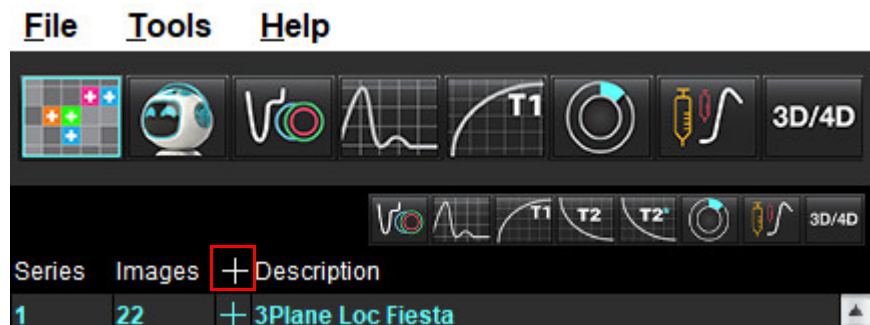 File Tools Help
T1 3D/4D
T1 T2 T2* 3D/4D
Series Images + Description
1 22 + 3Plane Loc Fiesta